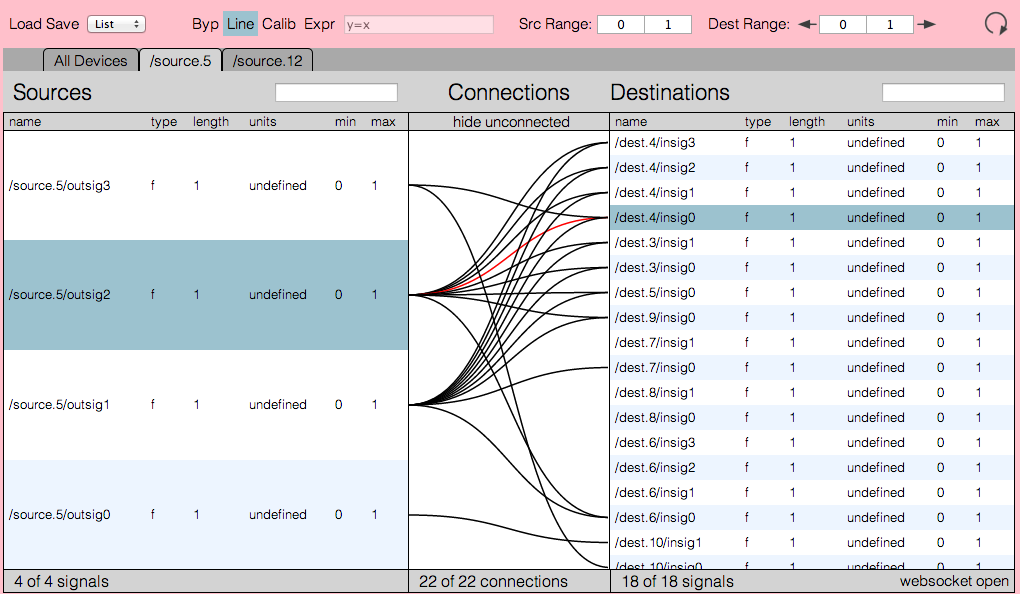 Load Save List Byp Line Calib Expr y=x Src Range: 0 1 Dest Range: 0 1
All Devices /source.5 /source.12
Sources Connections Destinations
name type length units min max hide unconnected name type length units min max
/source.5/outsig3 f 1 undefined 0 1
/source.5/outsig2 f 1 undefined 0 1
/source.5/outsig1 f 1 undefined 0 1
/source.5/outsig0 f 1 undefined 0 1
/dest.4/insig3 f 1 undefined 0 1
/dest.4/insig2 f 1 undefined 0 1
/dest.4/insig1 f 1 undefined 0 1
/dest.4/insig0 f 1 undefined 0 1
/dest.3/insig1 f 1 undefined 0 1
/dest.3/insig0 f 1 undefined 0 1
/dest.5/insig0 f 1 undefined 0 1
/dest.9/insig0 f 1 undefined 0 1
/dest.7/insig1 f 1 undefined 0 1
/dest.7/insig0 f 1 undefined 0 1
/dest.8/insig1 f 1 undefined 0 1
/dest.8/insig0 f 1 undefined 0 1
/dest.6/insig3 f 1 undefined 0 1
/dest.6/insig2 f 1 undefined 0 1
/dest.6/insig1 f 1 undefined 0 1
/dest.6/insig0 f 1 undefined 0 1
/dest.10/insig1 f 1 undefined 0 1
/dest.10/insig0 f 1 undefined 0 1
4 of 4 signals 22 of 22 connections 18 of 18 signals websocket open